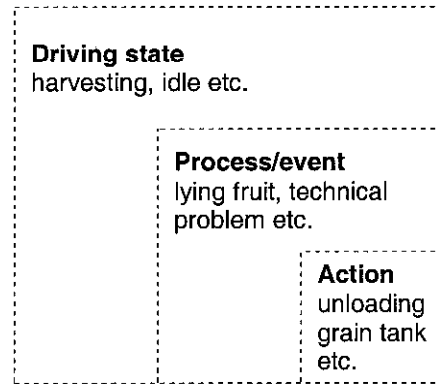 Driving state
harvesting, idle etc.
Process/event
lying fruit, technical
problem etc.
Action
unloading
grain tank
etc.